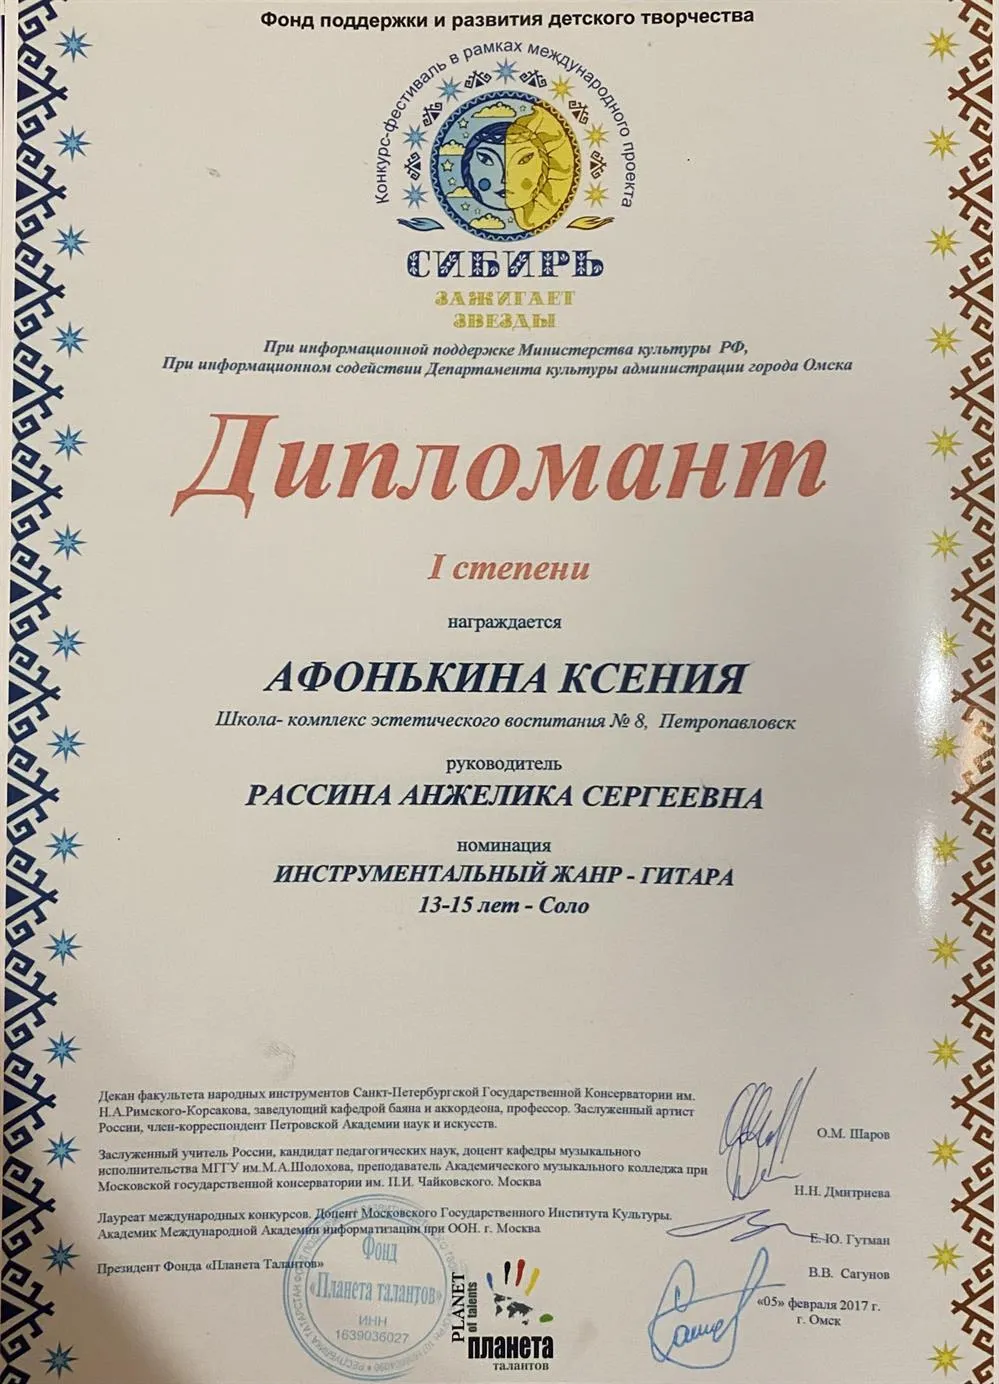 Фонд поддержки и развития детского творчества
Конкурс-фестиваль в рамках международного проекта
СИБИРЬ
ЗАЖИГАЕТ
ЗВЕЗДЫ
При информационной поддержке Министерства культуры РФ,
При информационном содействии Департамента культуры администрации города Омска
Дипломант
I степени
награждается
АФОНЬКИНА КСЕНИЯ
Школа- комплекс эстетического воспитания № 8, Петропавловск
руководитель
РАССИНА АНЖЕЛИКА СЕРГЕЕВНА
номинация
ИНСТРУМЕНТАЛЬНЫЙ ЖАНР - ГИТАРА
13-15 лет - Соло
Декан факультета народных инструментов Санкт-Петербургской Государственной Консерватории им.
Н.А.Римского-Корсакова, заведующий кафедрой баяна и аккордеона, профессор. Заслуженный артист
России, член-корреспондент Петровской Академии наук и искусств.
О.М. Шаров
Заслуженный учитель России, кандидат педагогических наук, доцент кафедры музыкального
исполнительства МГГУ им.М.А.Шолохова, преподаватель Академического музыкального колледжа при
Московской государственной консерватории им. П.И. Чайковского. Москва
Н.Н. Дмитриева
Лауреат международных конкурсов. Доцент Московского Государственного Института Культуры.
Академик Международной Академии информатизации при ООН. г. Москва
Е.Ю. Гутман
Президент Фонда «Планета Талантов»
В.В. Сагунов
«05» февраля 2017 г.
г. Омск
Фонд
«Планета талантов»
ИНН
1639036027
PLANET
of talents
планета
талантов